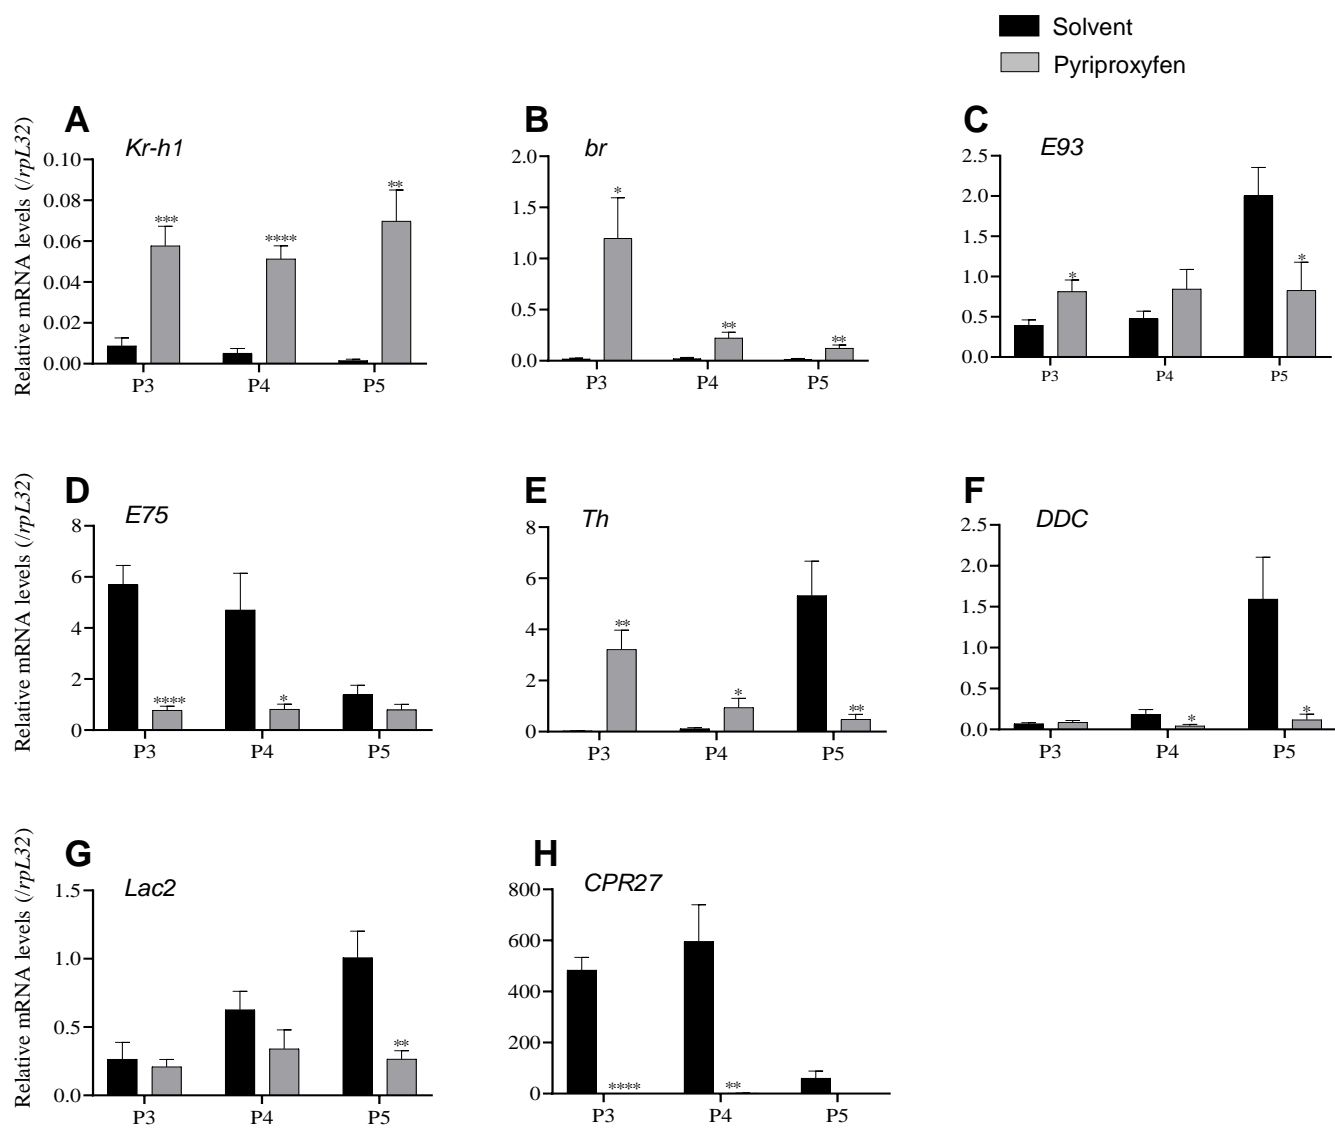 Solvent
Pyriproxyfen
A
Kr-h1
Relative mRNA levels (/rpL32)
0.10
0.08
0.06
0.04
0.02
0.00
***
****
**
P3 P4 P5
B
br
2.0
1.5
1.0
0.5
0.0
*
**
**
P3 P4 P5
C
E93
2.5
2.0
1.5
1.0
0.5
0.0
*
*
P3 P4 P5
D
E75
Relative mRNA levels (/rpL32)
8
6
4
2
0
****
*
P3 P4 P5
E
Th
8
6
4
2
0
**
*
**
P3 P4 P5
F
DDC
2.5
2.0
1.5
1.0
0.5
0.0
*
*
P3 P4 P5
G
Lac2
Relative mRNA levels (/rpL32)
1.5
1.0
0.5
0.0
**
P3 P4 P5
H
CPR27
800
600
400
200
0
****
**
P3 P4 P5